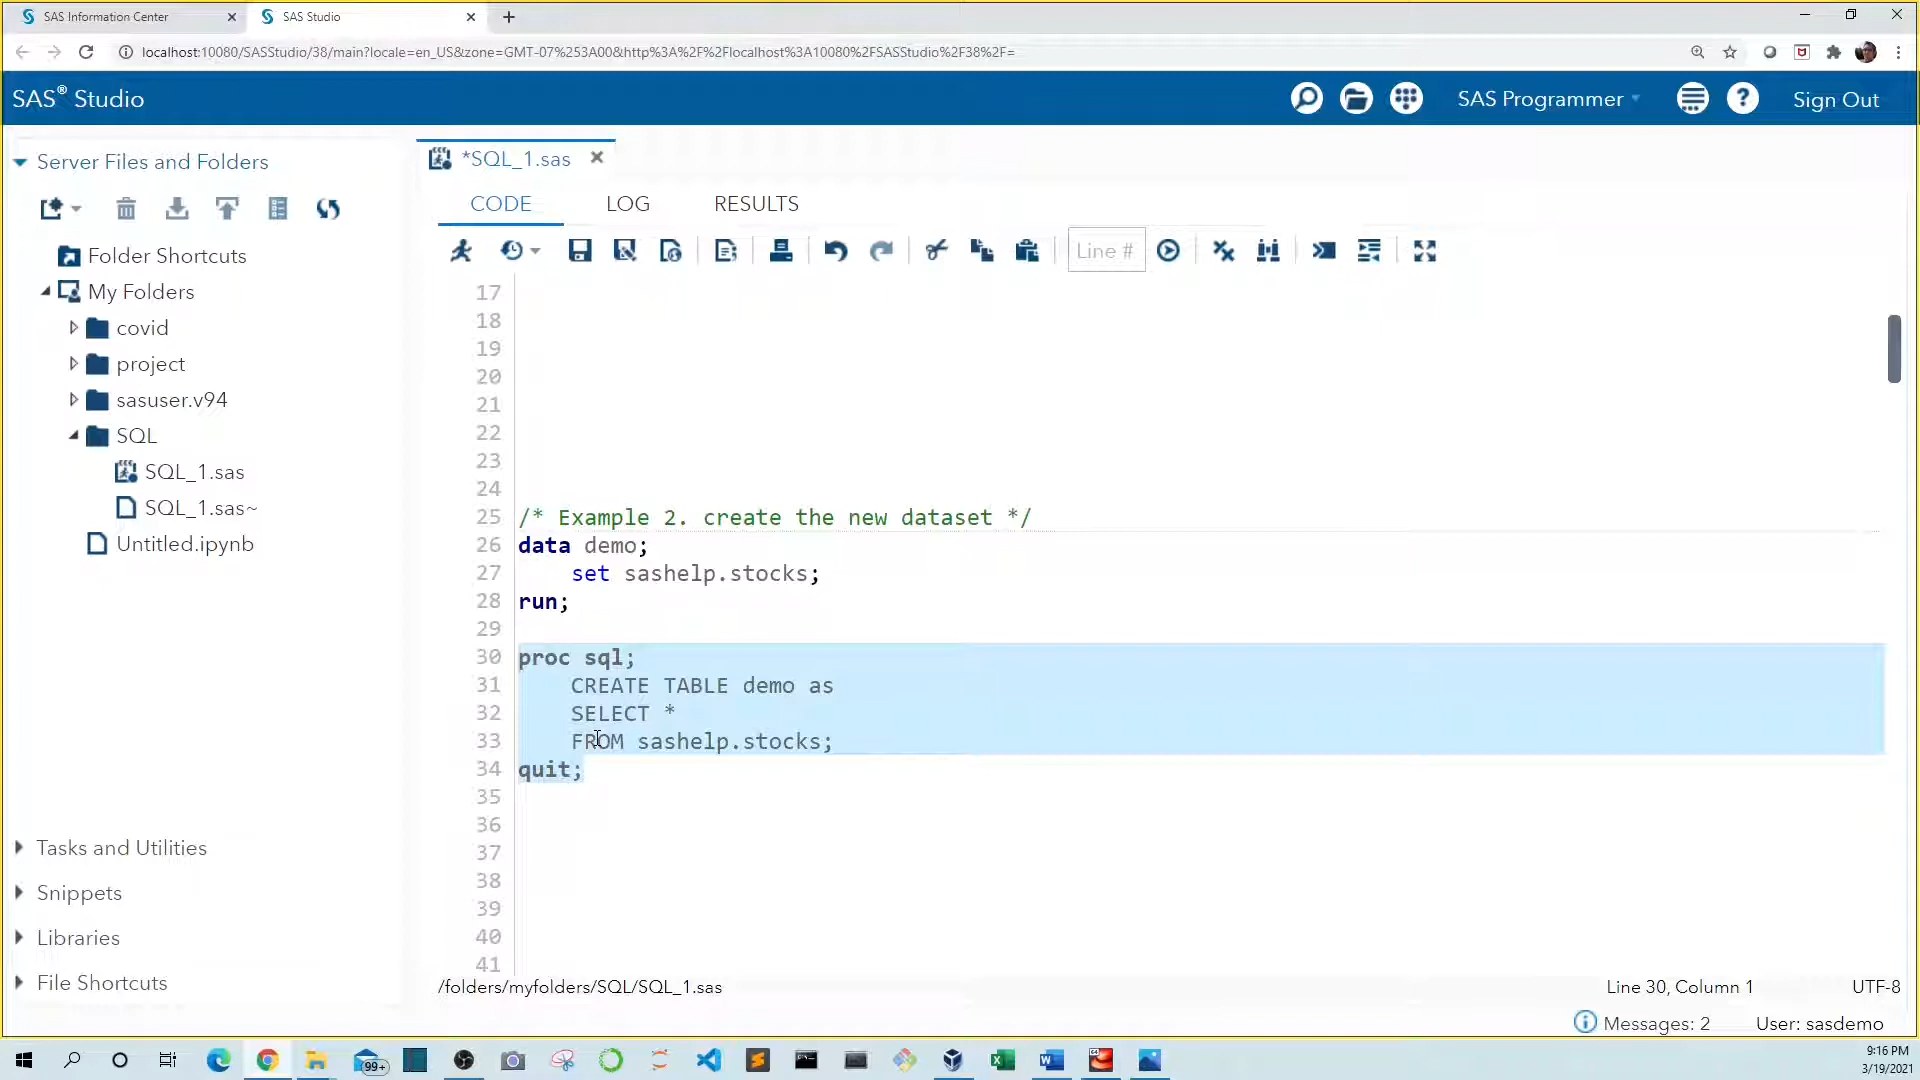 SAS Information Center
SAS Studio
localhost:10080/SASStudio/38/main?locale=en_US&zone=GMT-07%253A00&http%3A%2F%2Flocalhost%3A10080%2FSASStudio%2F38%2F=
SAS® Studio
SAS Programmer
Sign Out
Server Files and Folders
Folder Shortcuts
My Folders
covid
project
sasuser.v94
SQL
SQL_1.sas
SQL_1.sas~
Untitled.ipynb
Tasks and Utilities
Snippets
Libraries
File Shortcuts
*SQL_1.sas
CODE LOG RESULTS
Line #
17
18
19
20
21
22
23
24
25 /* Example 2. create the new dataset */
26 data demo;
27 set sashelp.stocks;
28 run;
29
30 proc sql;
31 CREATE TABLE demo as
32 SELECT *
33 FROM sashelp.stocks;
34 quit;
35
36
37
38
39
40
41
/folders/myfolders/SQL/SQL_1.sas
Line 30, Column 1
UTF-8
Messages: 2
User: sasdemo
99+
9:16 PM
3/19/2021